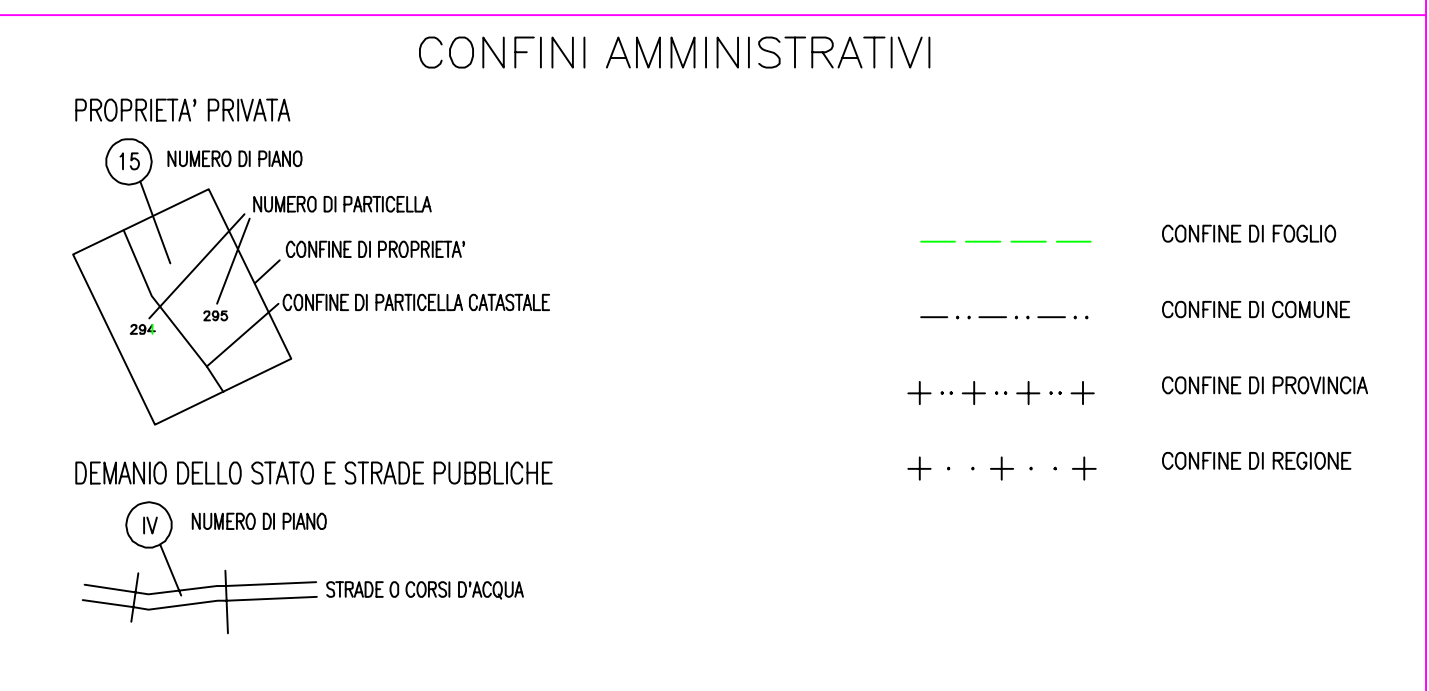 CONFINI AMMINISTRATIVI
PROPRIETA' PRIVATA
15 NUMERO DI PIANO
NUMERO DI PARTICELLA
CONFINE DI PROPRIETA'
CONFINE DI PARTICELLA CATASTALE
294 295
DEMANIO DELLO STATO E STRADE PUBBLICHE
IV NUMERO DI PIANO
STRADE O CORSI D'ACQUA
CONFINE DI FOGLIO
CONFINE DI COMUNE
CONFINE DI PROVINCIA
CONFINE DI REGIONE